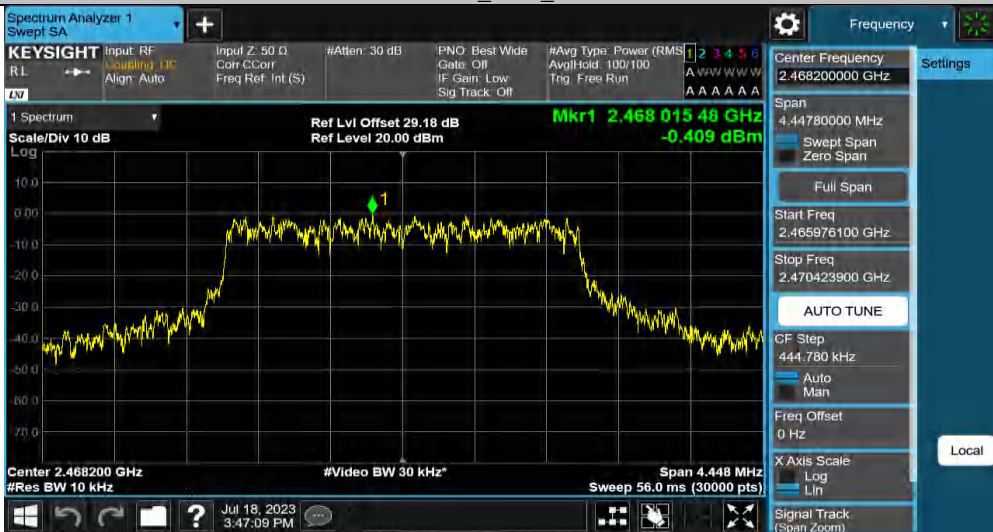 Spectrum Analyzer 1
Swept SA
+
Frequency
KEYSIGHT
RL
LXI
Input: RF
Coupling: DC
Align: Auto
Input Z: 50 Ω
Corr CCorr
Freq Ref: Int (S)
#Atten: 30 dB
PNO: Best Wide
Gate: Off
IF Gain: Low
Sig Track: Off
#Avg Type: Power (RMS
Avg|Hold: 100/100
Trig: Free Run
1 2 3 4 5 6
A W W W W W
A A A A A A
1 Spectrum
Scale/Div 10 dB
Log
Ref Lvl Offset 29.18 dB
Ref Level 20.00 dBm
Mkr1 2.468 015 48 GHz
-0.409 dBm
1
10.0
0.00
-10.0
-20.0
-30.0
-40.0
-50.0
-60.0
-70.0
Center 2.468200 GHz
#Res BW 10 kHz
#Video BW 30 kHz*
Span 4.448 MHz
Sweep 56.0 ms (30000 pts)
Center Frequency
2.468200000 GHz
Span
4.44780000 MHz
Swept Span
Zero Span
Full Span
Start Freq
2.465976100 GHz
Stop Freq
2.470423900 GHz
AUTO TUNE
CF Step
444.780 kHz
Auto
Man
Freq Offset
0 Hz
X Axis Scale
Log
Lin
Signal Track
(Span Zoom)
Settings
Local
?
Jul 18, 2023
3:47:09 PM